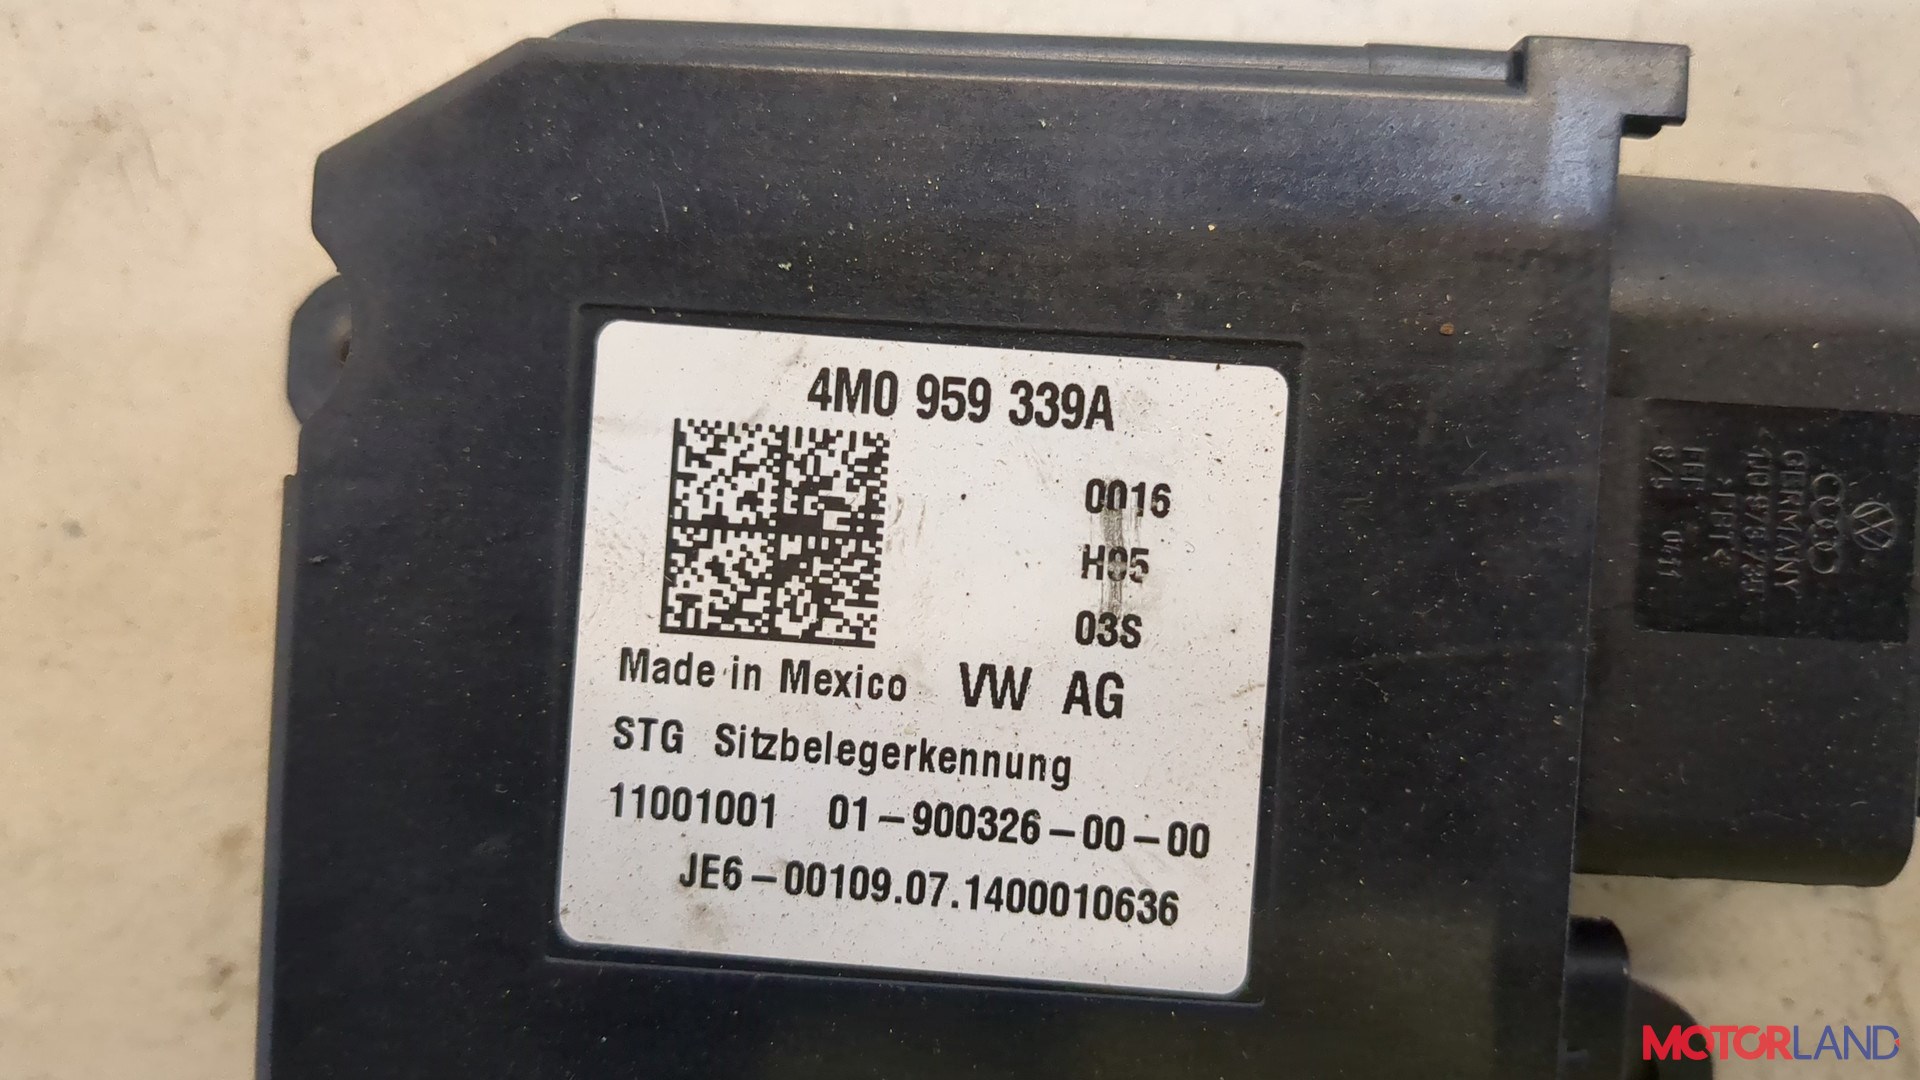 4M0 959 339A
0016
H05
03S
Made in Mexico VW AG
STG Sitzbelegerkennung
11001001 01-900326-00-00
JE6-00109.07.1400010636
GERMANY
MOTORLAND